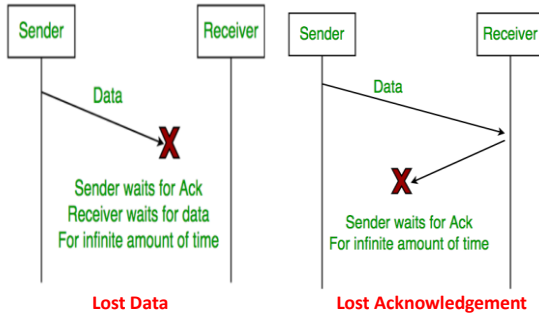 Sender
Receiver
Data
X
Sender waits for Ack
Receiver waits for data
For infinite amount of time
Lost Data
Sender
Receiver
Data
X
Sender waits for Ack
For infinite amount of time
Lost Acknowledgement